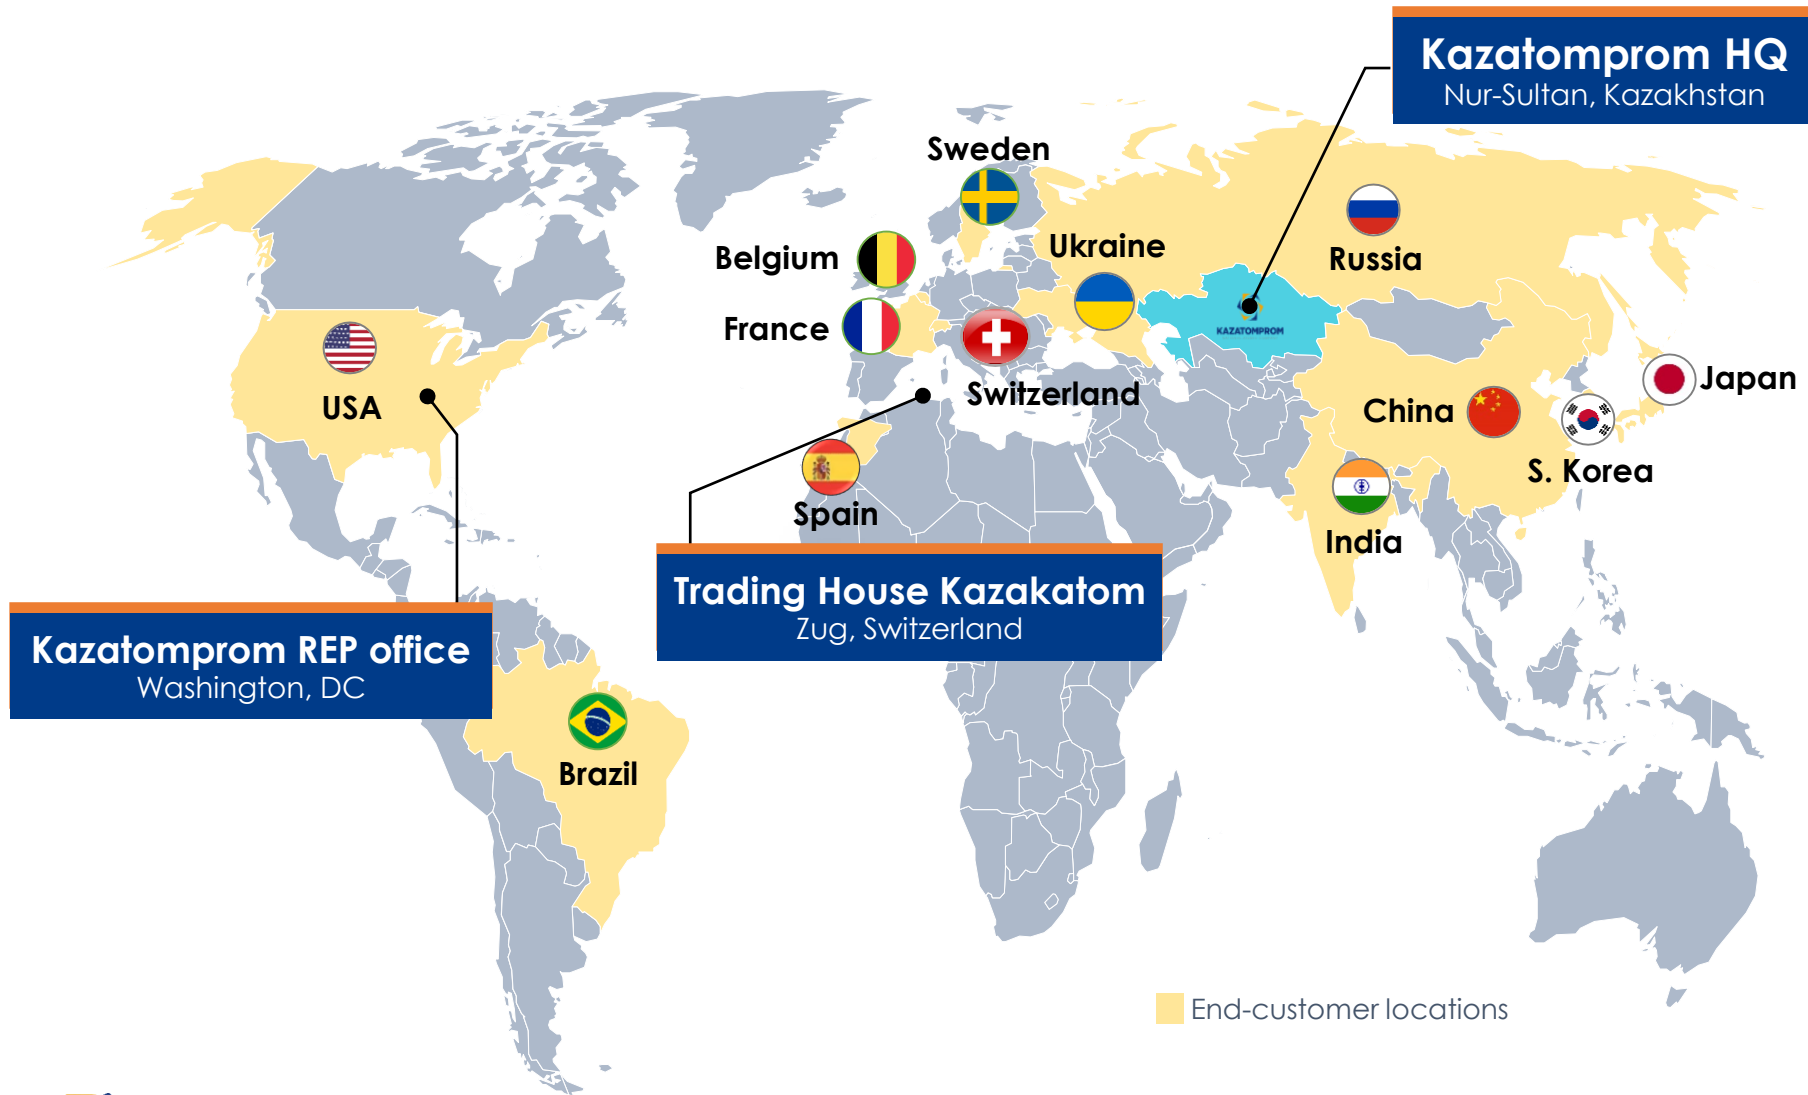 Kazatomprom HQ
Nur-Sultan, Kazakhstan
Sweden
Belgium
Ukraine
Russia
France
KAZATOMPROM
USA
Switzerland
Japan
China
S. Korea
Spain
India
Trading House Kazakatom
Zug, Switzerland
Kazatomprom REP office
Washington, DC
Brazil
End-customer locations